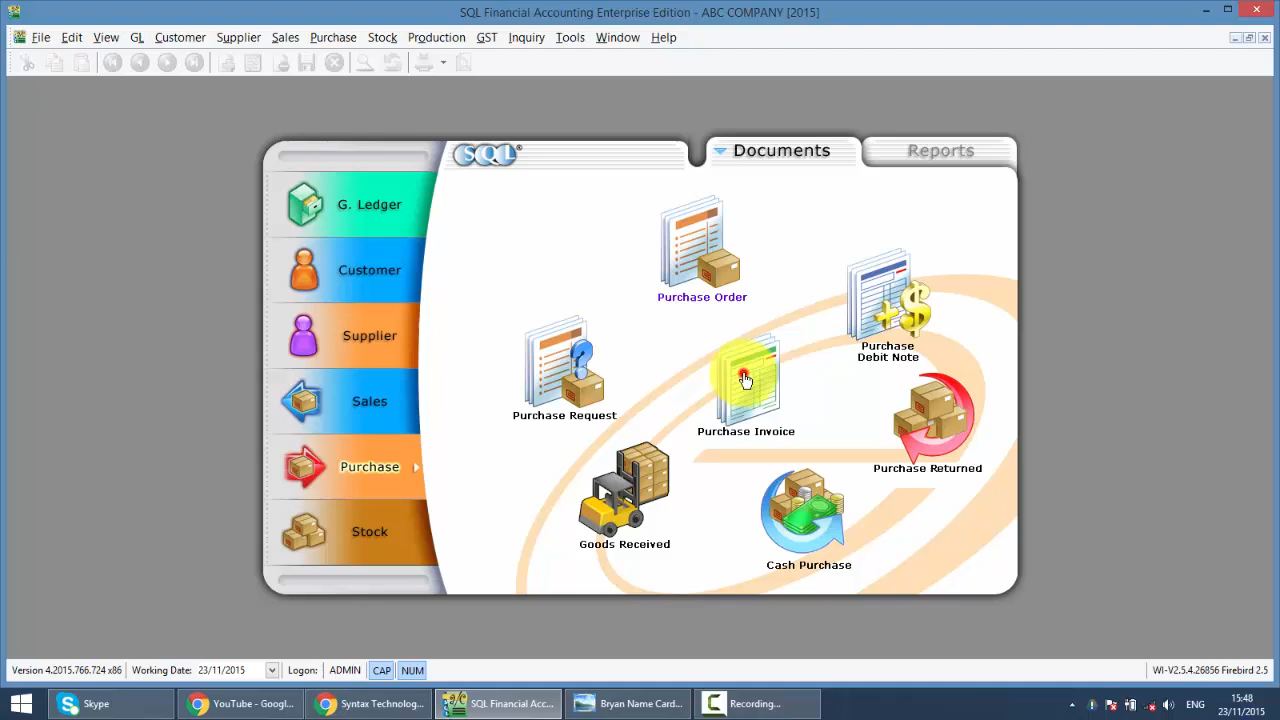 SQL Financial Accounting Enterprise Edition - ABC COMPANY [2015]
File Edit View GL Customer Supplier Sales Purchase Stock Production GST Inquiry Tools Window Help
SQL®
Documents
Reports
G. Ledger
Customer
Supplier
Sales
Purchase
Stock
Purchase Order
Purchase
Debit Note
Purchase Request
Purchase Invoice
Purchase Returned
Goods Received
Cash Purchase
Version 4.2015.766.724 x86 Working Date: 23/11/2015 Logon: ADMIN CAP NUM WI-V2.5.4.26856 Firebird 2.5
Skype YouTube - Googl... Syntax Technolog... SQL Financial Acc... Bryan Name Card... Recording... ENG 15:48
23/11/2015